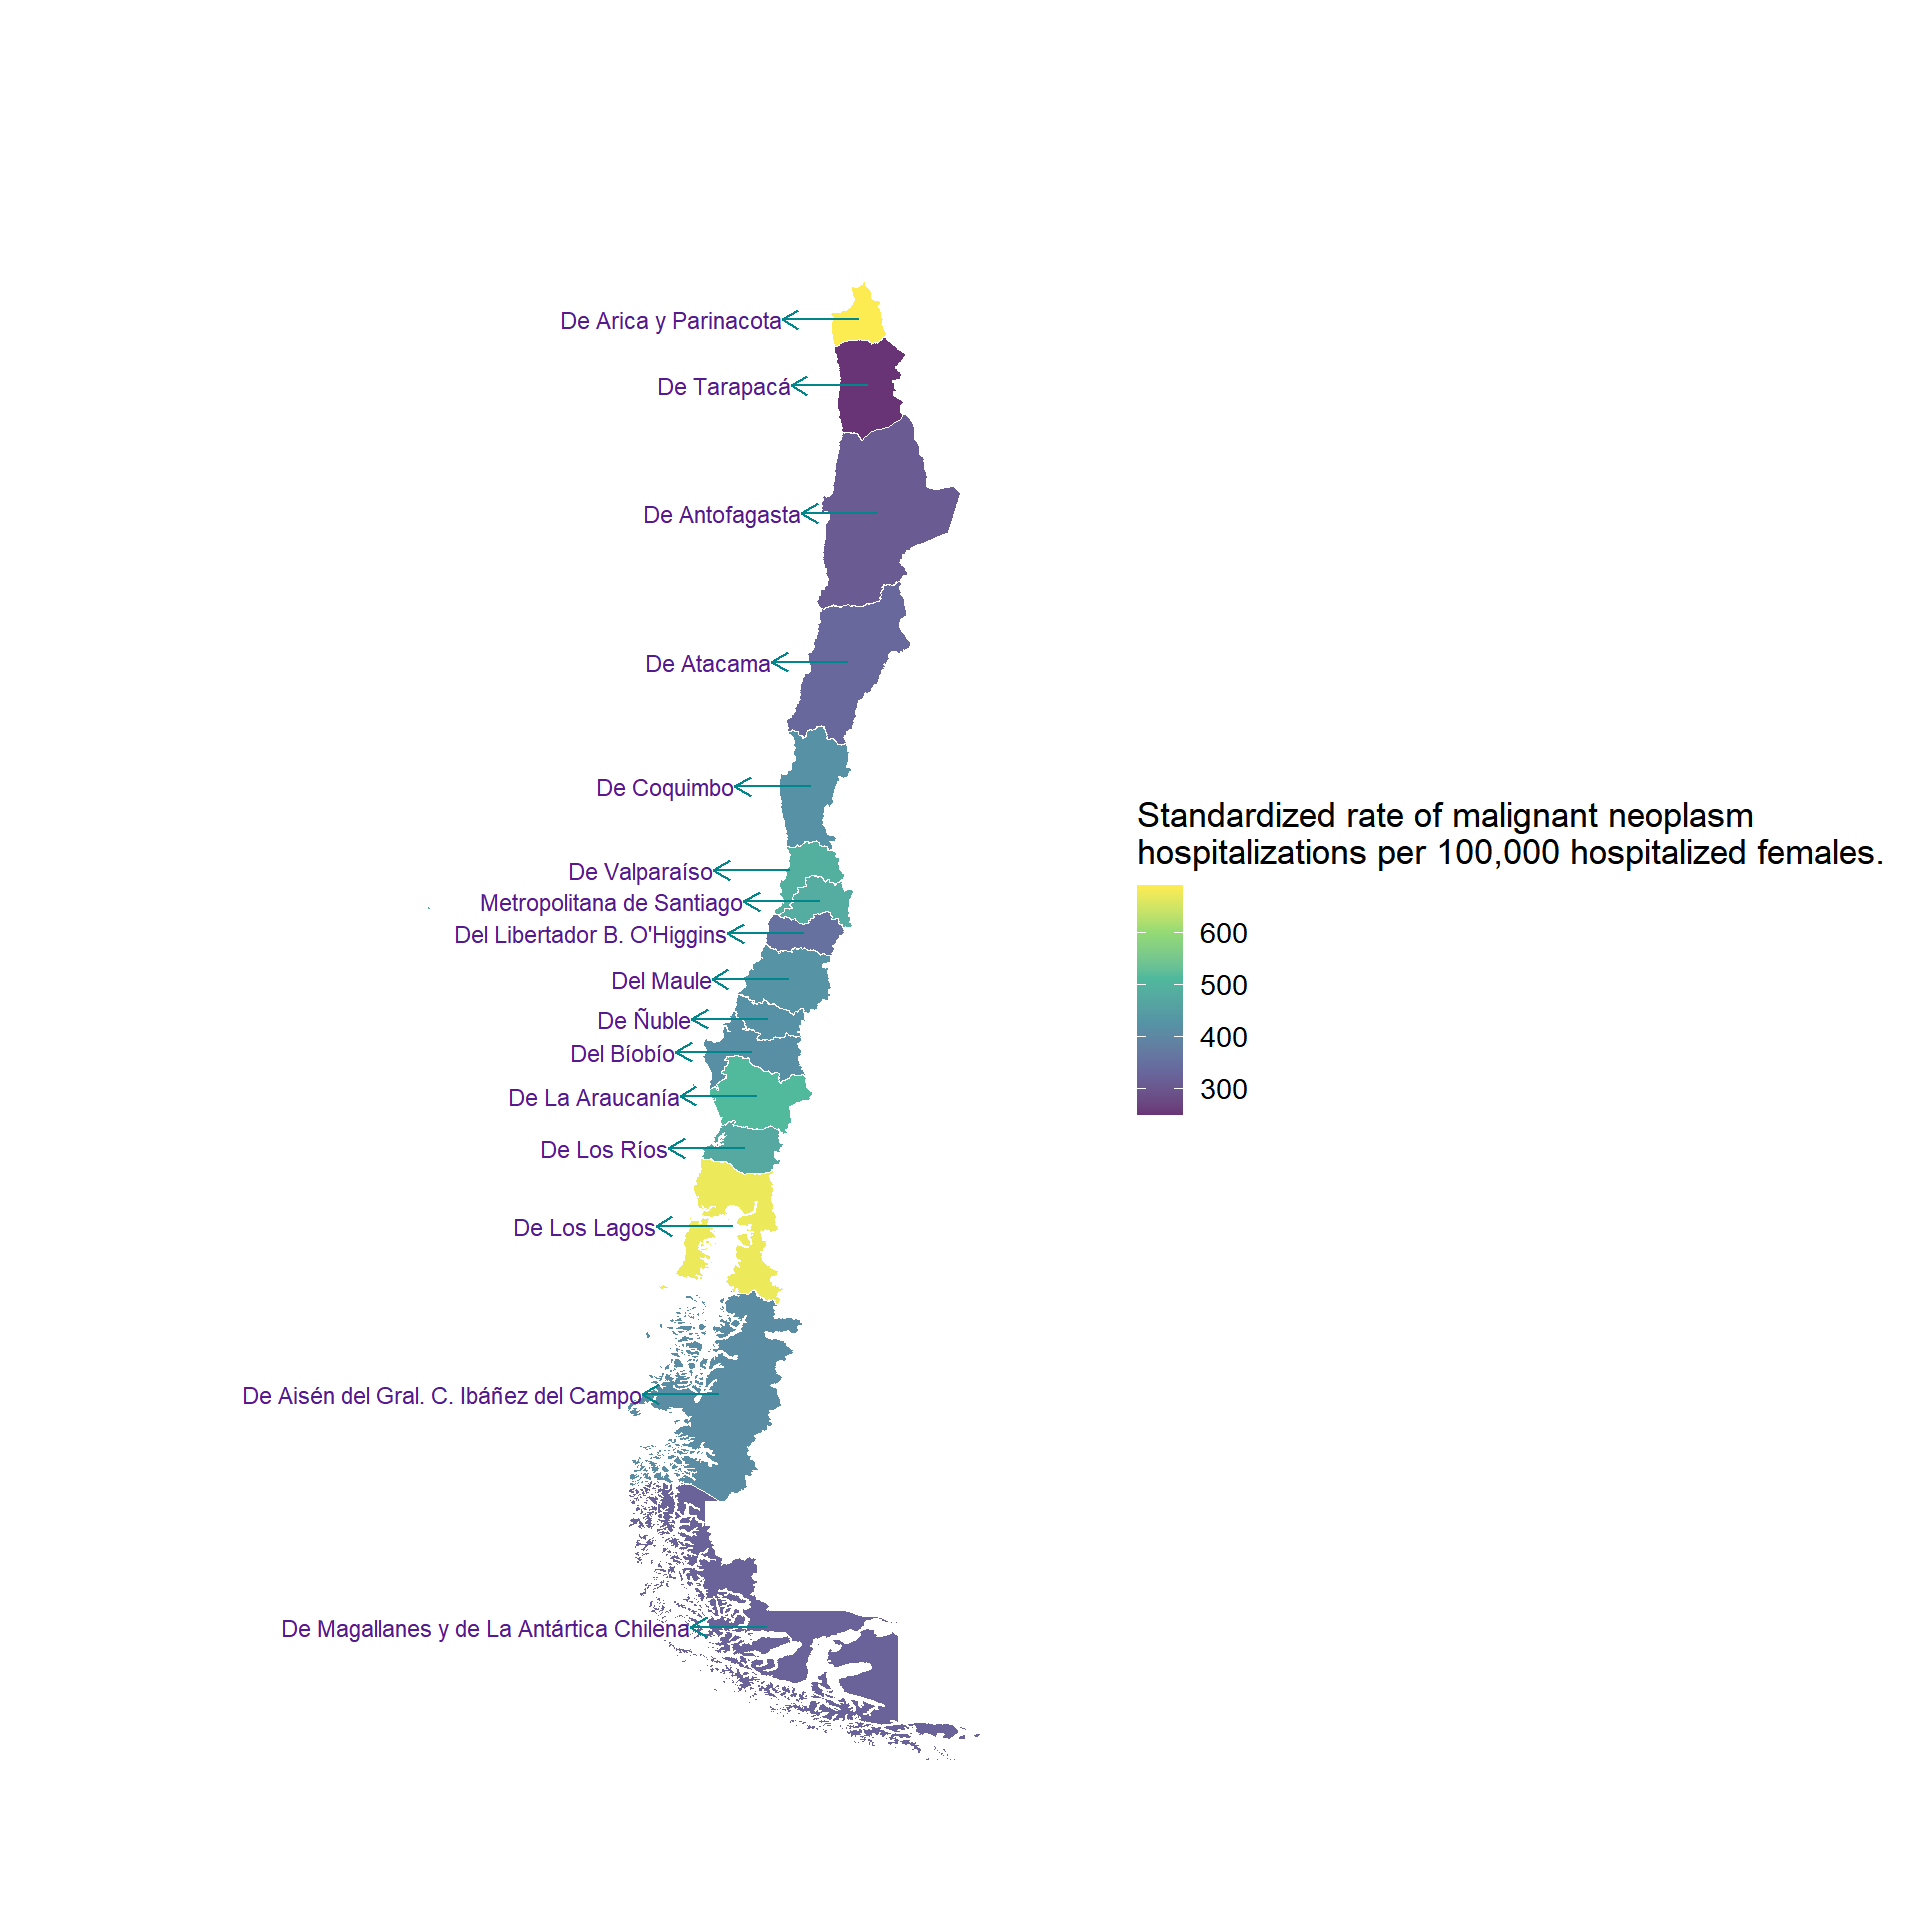 De Arica y Parinacota
De Tarapacá
De Antofagasta
De Atacama
De Coquimbo
De Valparaíso
Metropolitana de Santiago
Del Libertador B. O'Higgins
Del Maule
De Ñuble
Del Bíobío
De La Araucanía
De Los Ríos
De Los Lagos
De Aisén del Gral. C. Ibáñez del Campo
De Magallanes y de La Antártica Chilena
Standardized rate of malignant neoplasm
hospitalizations per 100,000 hospitalized females.
600
500
400
300